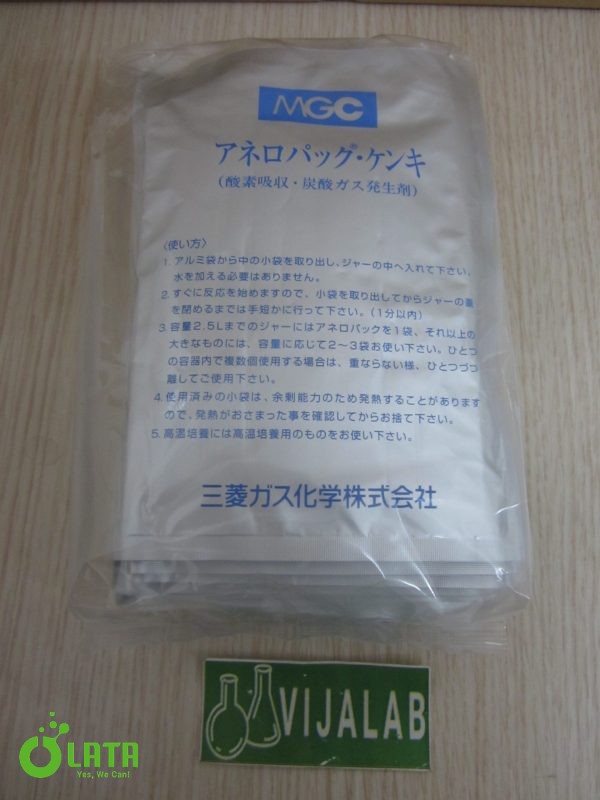 MGC
アネロパック・ケンキ
(酸素吸収・炭酸ガス発生剤)
〈使い方〉
1. アルミ袋から中の小袋を取り出し、ジャーの中へ入れて下さい。
水を加える必要はありません。
2. すぐに反応を始めますので、小袋を取り出してからジャーの蓋
を閉めるまでは手短かに行って下さい。(1分以内)
3. 容量2.5Lまでのジャーにはアネロパックを1袋、それ以上の
大きなものには、容量に応じて2〜3袋お使い下さい。ひとつ
の容器内で複数個使用する場合は、重ならない様、ひとつづつ
離してご使用下さい。
4. 使用済みの小袋は、余剰能力のため発熱することがあります
ので、発熱がおさまった事を確認してからお捨て下さい。
5. 高温培養には高温培養用のものをお使い下さい。
三菱ガス化学株式会社
VIJALAB
OLATA
Yes, We Can!